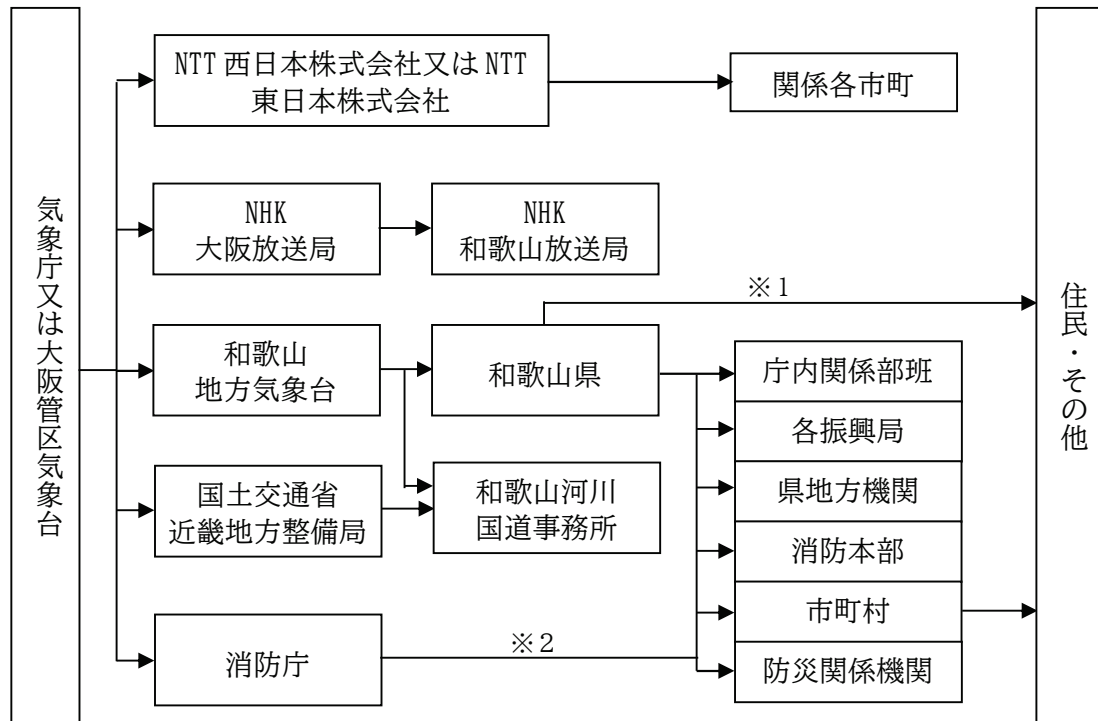 気象庁又は大阪管区気象台
NTT 西日本株式会社又は NTT
東日本株式会社
関係各市町
NHK
大阪放送局
NHK
和歌山放送局
※1
和歌山
地方気象台
和歌山県
庁内関係部班
各振興局
県地方機関
消防本部
市町村
防災関係機関
国土交通省
近畿地方整備局
和歌山河川
国道事務所
消防庁
※2
住民・その他